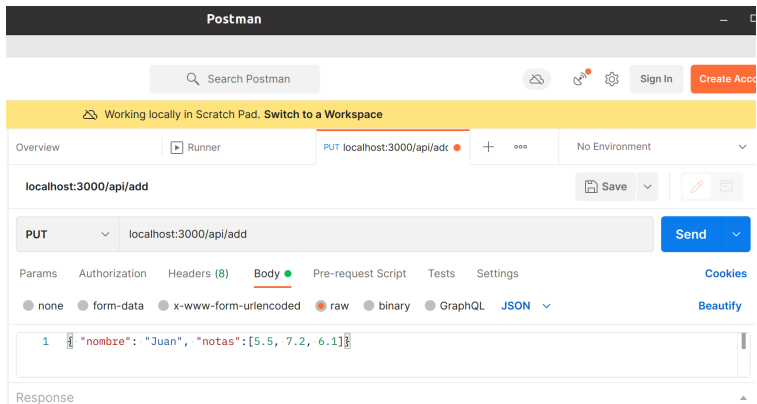 Postman
Search Postman
Sign In
Create Acco
Working locally in Scratch Pad. Switch to a Workspace
Overview
Runner
PUT localhost:3000/api/adc
No Environment
localhost:3000/api/add
Save
PUT
localhost:3000/api/add
Send
Params Authorization Headers (8) Body Pre-request Script Tests Settings Cookies
none form-data x-www-form-urlencoded raw binary GraphQL JSON Beautify
1 { "nombre": "Juan", "notas":[5.5, 7.2, 6.1]}
Response